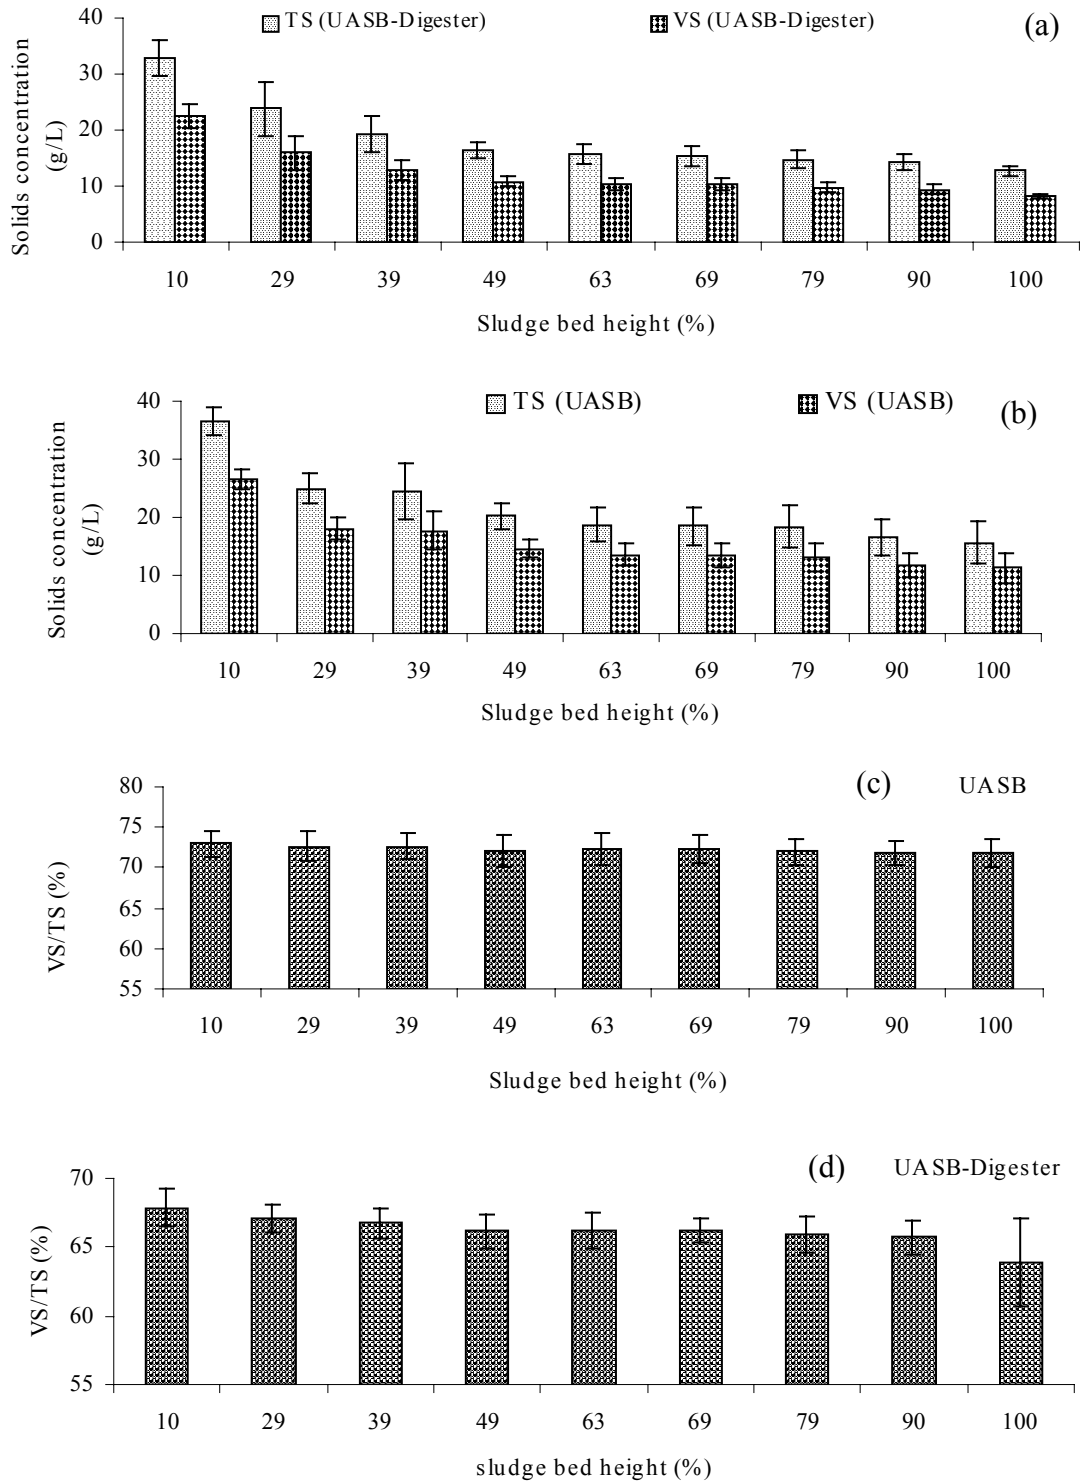 TS (UASB-Digester) VS (UASB-Digester) (a)
40
30
20
10
0
Solids concentration
(g/L)
10 29 39 49 63 69 79 90 100
Sludge bed height (%)
TS (UASB) VS (UASB) (b)
40
30
20
10
0
Solids concentration
(g/L)
10 29 39 49 63 69 79 90 100
Sludge bed height (%)
(c) UASB
80
75
70
65
60
55
VS/TS (%)
10 29 39 49 63 69 79 90 100
Sludge bed height (%)
(d) UASB-Digester
70
65
60
55
VS/TS (%)
10 29 39 49 63 69 79 90 100
sludge bed height (%)